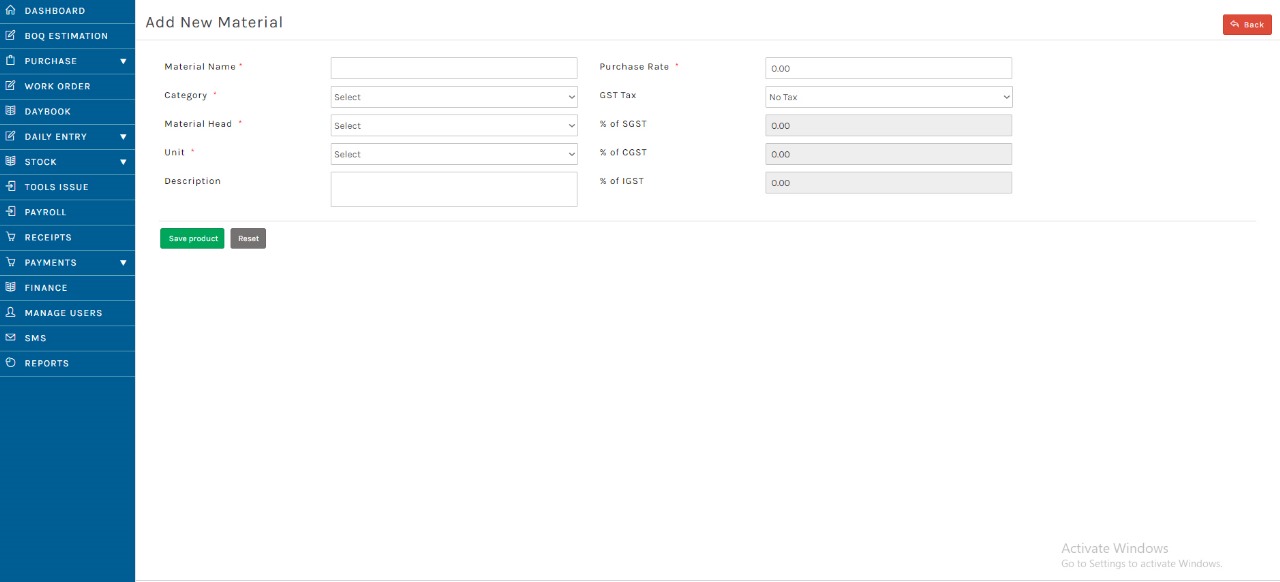 DASHBOARD
BOQ ESTIMATION
PURCHASE
WORK ORDER
DAYBOOK
DAILY ENTRY
STOCK
TOOLS ISSUE
PAYROLL
RECEIPTS
PAYMENTS
FINANCE
MANAGE USERS
SMS
REPORTS
Add New Material
Back
Material Name *
Category *
Select
Material Head *
Select
Unit *
Select
Description
Purchase Rate *
0.00
GST Tax
No Tax
% of SGST
0.00
% of CGST
0.00
% of IGST
0.00
Save product
Reset
Activate Windows
Go to Settings to activate Windows.